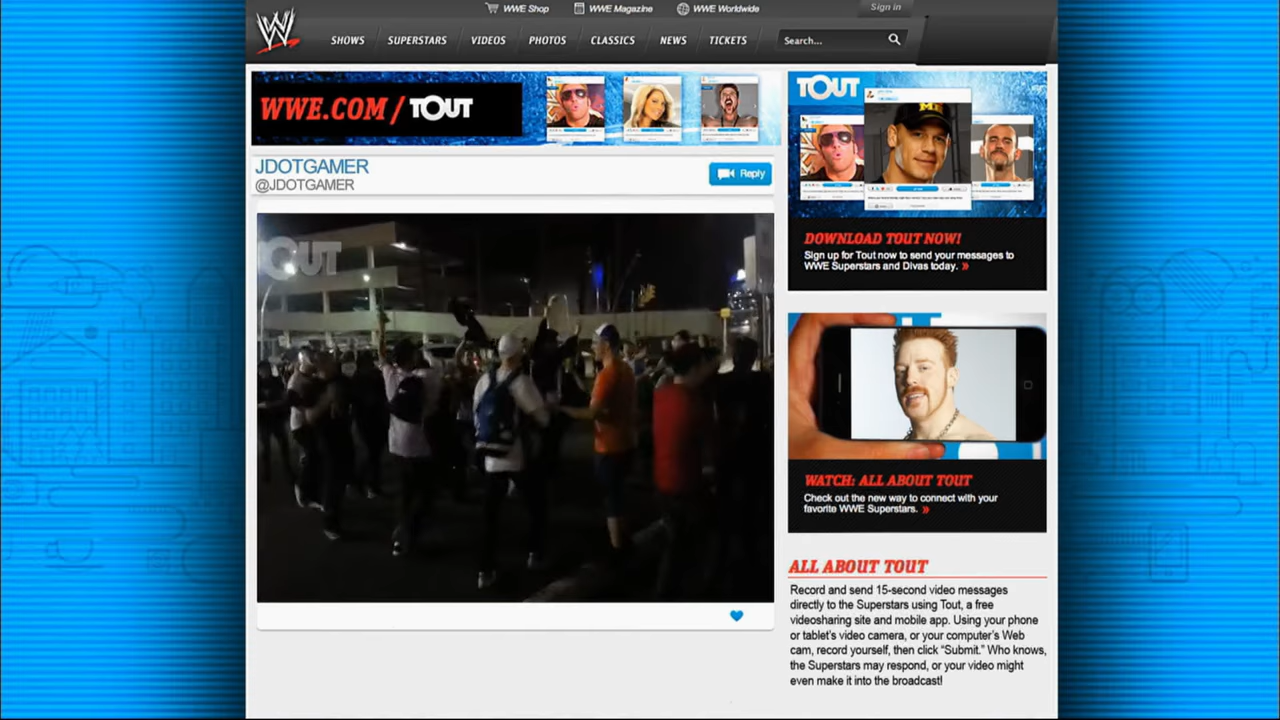 WWE Shop
WWE Magazine
WWE Worldwide
Sign in
W
SHOWS
SUPERSTARS
VIDEOS
PHOTOS
CLASSICS
NEWS
TICKETS
Search...
WWE.COM / TOUT
JDOTGAMER
@JDOTGAMER
Reply
TOUT
TOUT
ME
DOWNLOAD TOUT NOW!
Sign up for Tout now to send your messages to
WWE Superstars and Divas today. »
WATCH: ALL ABOUT TOUT
Check out the new way to connect with your
favorite WWE Superstars. »
ALL ABOUT TOUT
Record and send 15-second video messages
directly to the Superstars using Tout, a free
videosharing site and mobile app. Using your phone
or tablet's video camera, or your computer's Web
cam, record yourself, then click “Submit.” Who knows,
the Superstars may respond, or your video might
even make it into the broadcast!